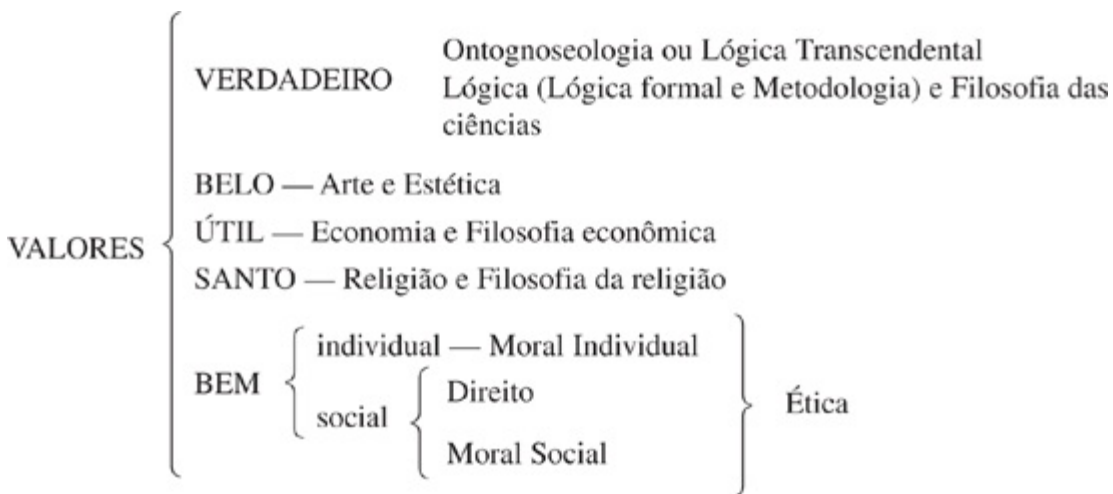 VALORES
VERDADEIRO
Ontognoseologia ou Lógica Transcendental
Lógica (Lógica formal e Metodologia) e Filosofia das
ciências
BELO — Arte e Estética
ÚTIL — Economia e Filosofia econômica
SANTO — Religião e Filosofia da religião
BEM
individual — Moral Individual
social
Direito
Moral Social
Ética